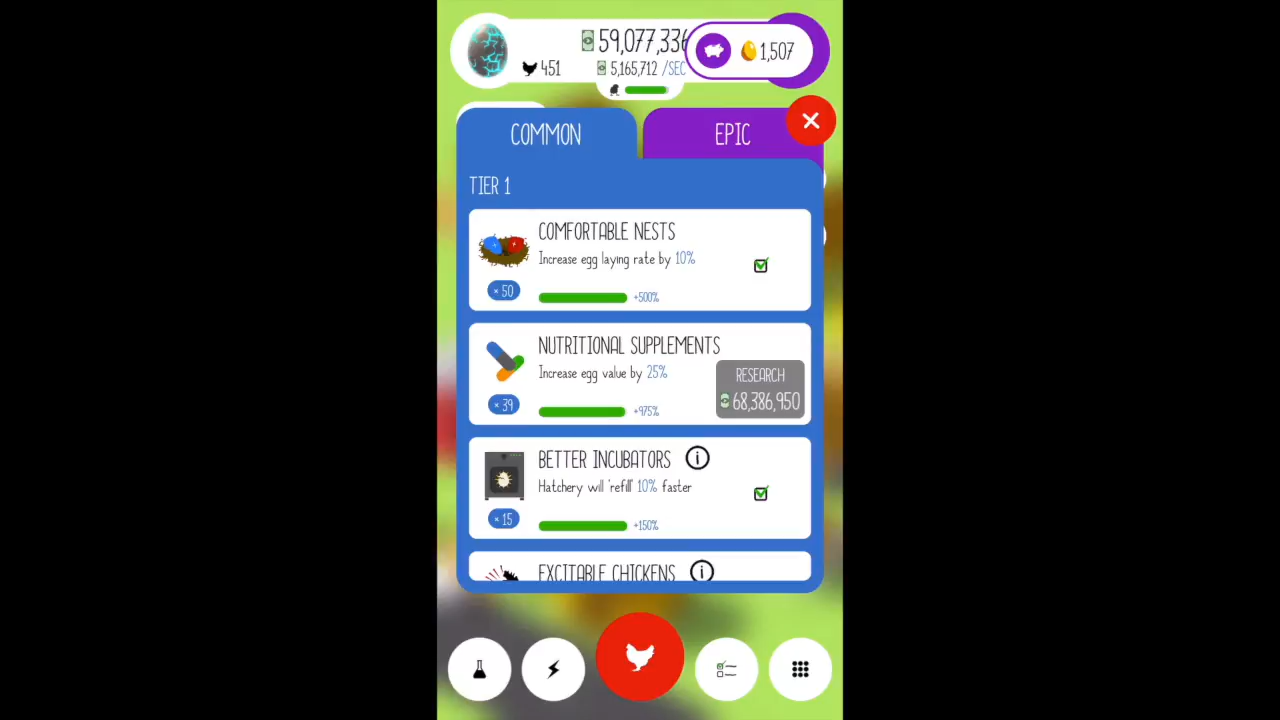 59,077,336
451
5,165,712 /SEC
1,507
COMMON
EPIC
TIER 1
COMFORTABLE NESTS
Increase egg laying rate by 10%
× 50
+500%
NUTRITIONAL SUPPLEMENTS
Increase egg value by 25%
RESEARCH
68,386,950
× 39
+975%
BETTER INCUBATORS
i
Hatchery will 'refill' 10% faster
× 15
+150%
EXCITABLE CHICKENS
i